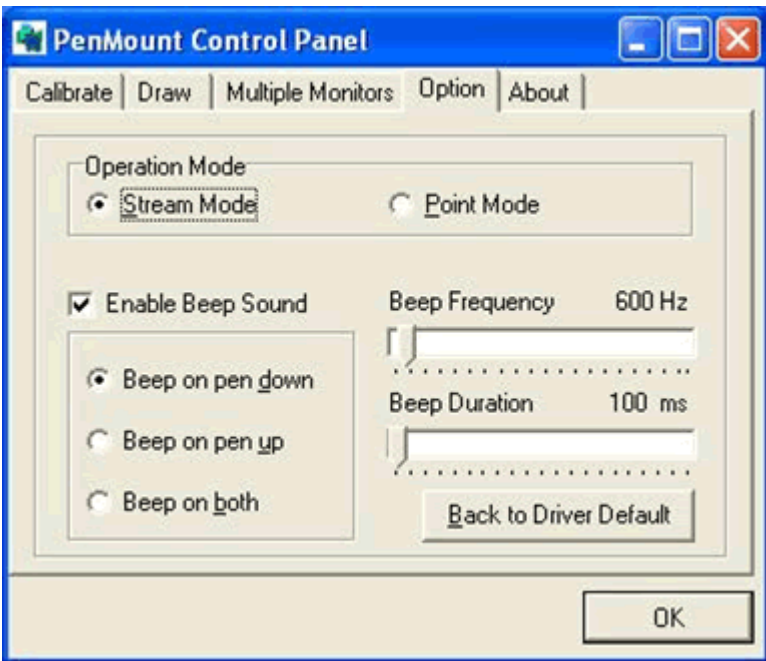 PenMount Control Panel
Calibrate Draw Multiple Monitors Option About
Operation Mode
Stream Mode Point Mode
Enable Beep Sound
Beep Frequency 600 Hz
Beep on pen down
Beep Duration 100 ms
Beep on pen up
Beep on both
Back to Driver Default
OK